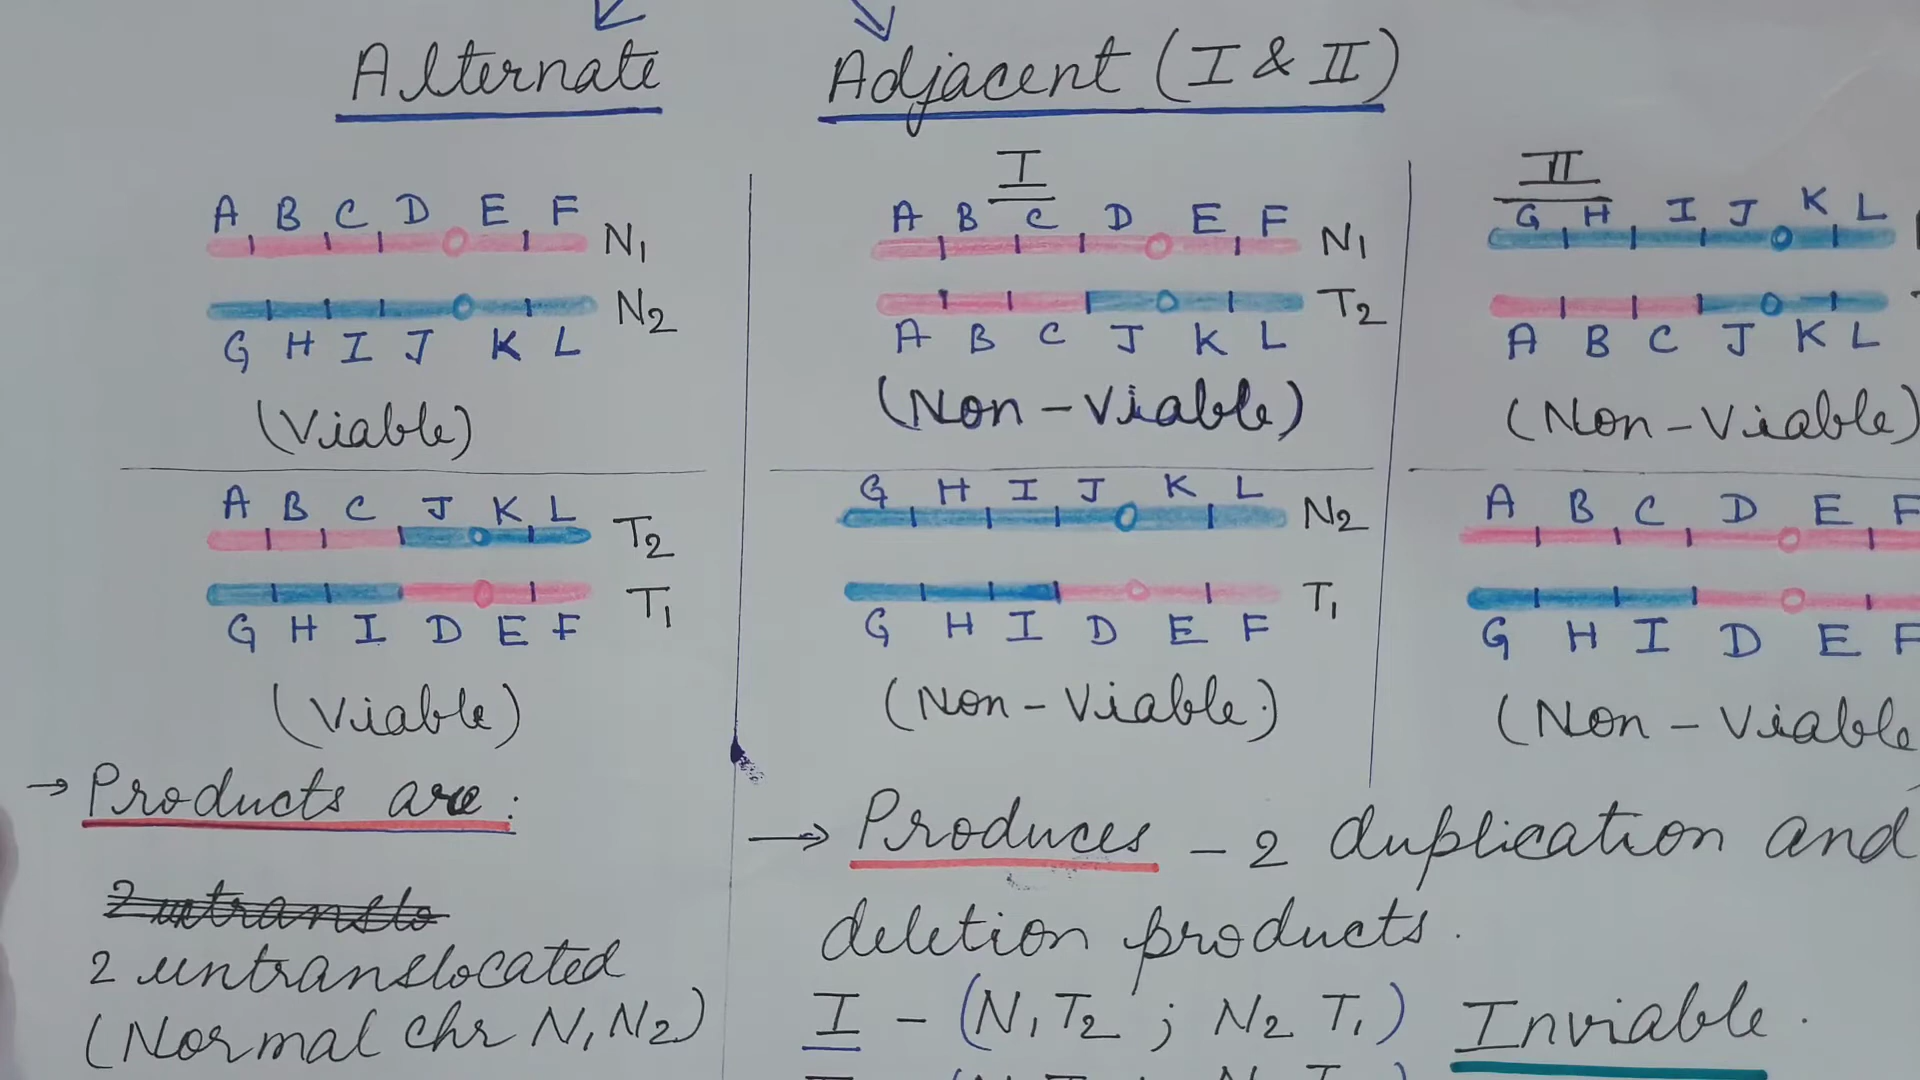 Alternate
Adjacent (I & II)
A B C D E F N1
N2
G H I J K L
(Viable)
A B C J K L T2
T1
G H I D E F
(Viable)
→ Products are:
2 untranslocated
(Normal chr N1 N2)
I
A B C D E F N1
T2
A B C J K L
(Non-Viable)
G H I J K L N2
T1
G H I D E F
(Non-Viable)
II
G H I J K L
A B C J K L
(Non-Viable)
A B C D E F
G H I D E F
(Non-Viable
→ Produces - 2 duplication and
deletion products.
I - (N1 T2 ; N2 T1) Inviable.